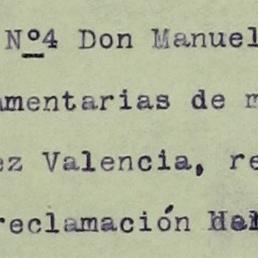 Nº4 Don Manuel
amentarias de m
ez Valencia, re
reclamación